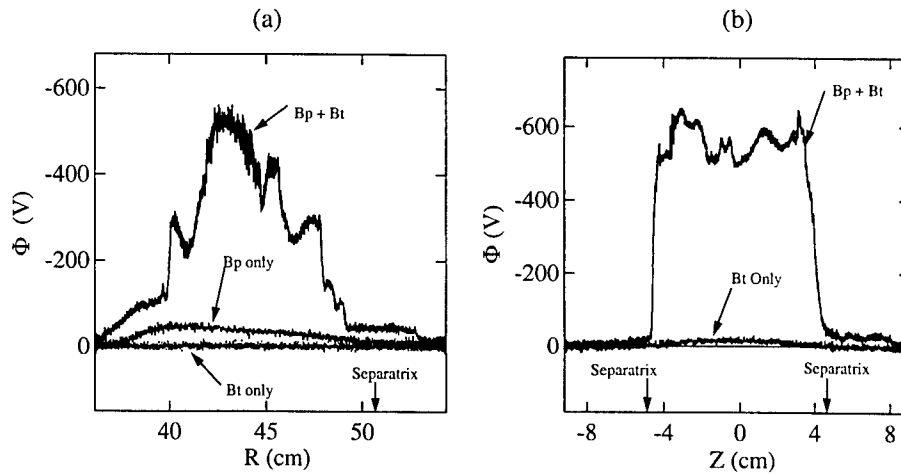 (a)
-600
-400
-200
0
Φ (V)
Bp + Bt
Bp only
Bt only
Separatrix
40
45
50
R (cm)
(b)
-600
-400
-200
0
Φ (V)
Bp + Bt
Bt Only
Separatrix
Separatrix
-8
-4
0
4
8
Z (cm)